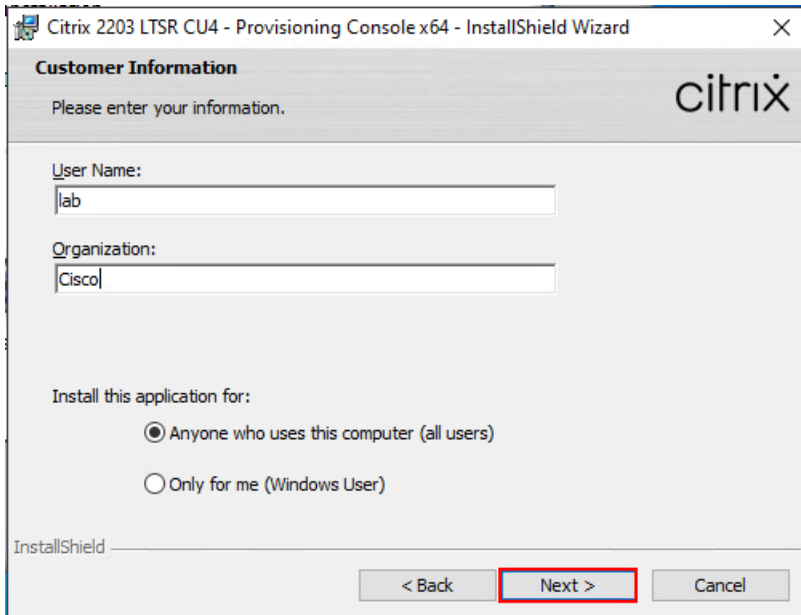 Citrix 2203 LTSR CU4 - Provisioning Console x64 - InstallShield Wizard
Customer Information
Please enter your information.
citrix
User Name:
lab
Organization:
Cisco
Install this application for:
Anyone who uses this computer (all users)
Only for me (Windows User)
InstallShield
< Back Next > Cancel